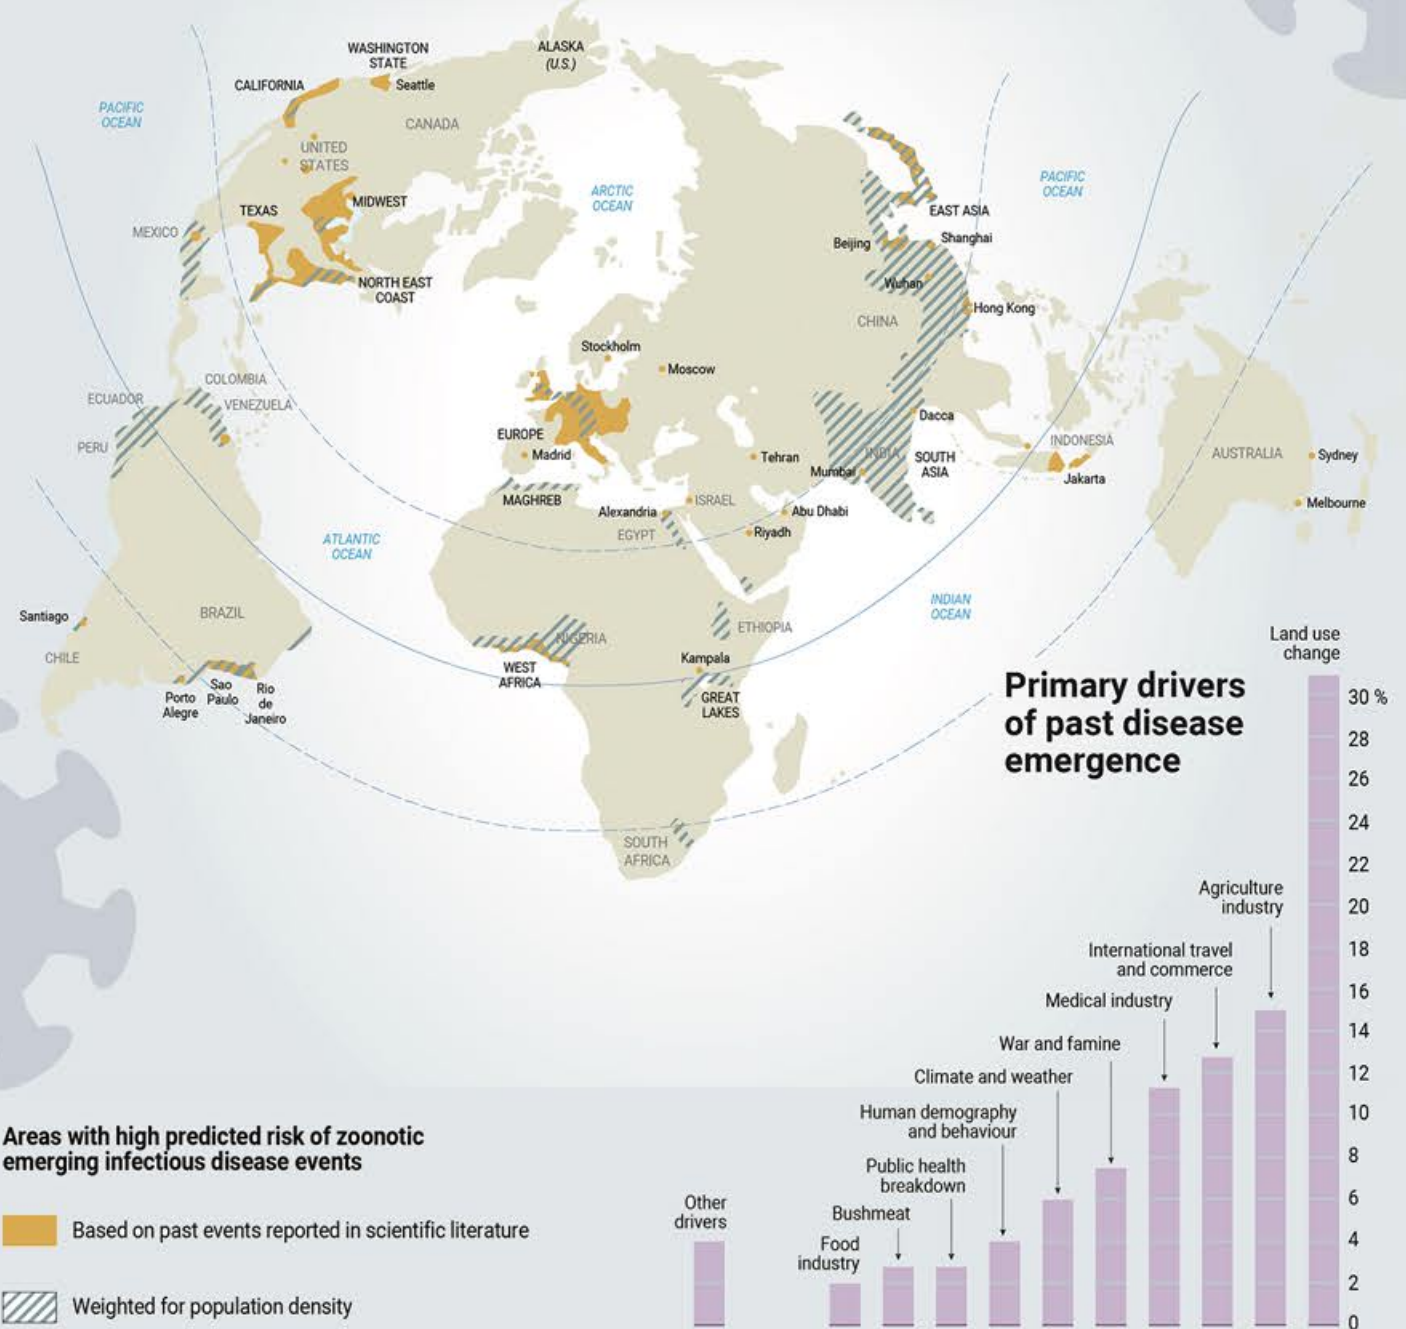 WASHINGTON
STATE
ALASKA
(U.S.)
CALIFORNIA
Seattle
PACIFIC
OCEAN
CANADA
UNITED
STATES
ARCTIC
OCEAN
PACIFIC
OCEAN
MIDWEST
TEXAS
EAST ASIA
MEXICO
Beijing
Shanghai
NORTH EAST
COAST
Wuhan
Hong Kong
CHINA
Stockholm
Moscow
COLOMBIA
ECUADOR
VENEZUELA
Dacca
PERU
EUROPE
Madrid
Tehran
INDIA
SOUTH
ASIA
INDONESIA
Mumbai
Jakarta
AUSTRALIA
Sydney
Melbourne
MAGHREB
ISRAEL
Alexandria
Abu Dhabi
EGYPT
Riyadh
ATLANTIC
OCEAN
INDIAN
OCEAN
Santiago
BRAZIL
CHILE
NIGERIA
ETHIOPIA
WEST
AFRICA
Kampala
GREAT
LAKES
Porto
Alegre
Sao
Paulo
Rio
de
Janeiro
SOUTH
AFRICA
Primary drivers
of past disease
emergence
Land use
change
30 %
28
26
24
22
20
18
16
14
12
10
8
6
4
2
0
Agriculture
industry
International travel
and commerce
Medical industry
War and famine
Climate and weather
Human demography
and behaviour
Public health
breakdown
Bushmeat
Food
industry
Other
drivers
Areas with high predicted risk of zoonotic
emerging infectious disease events
Based on past events reported in scientific literature
Weighted for population density